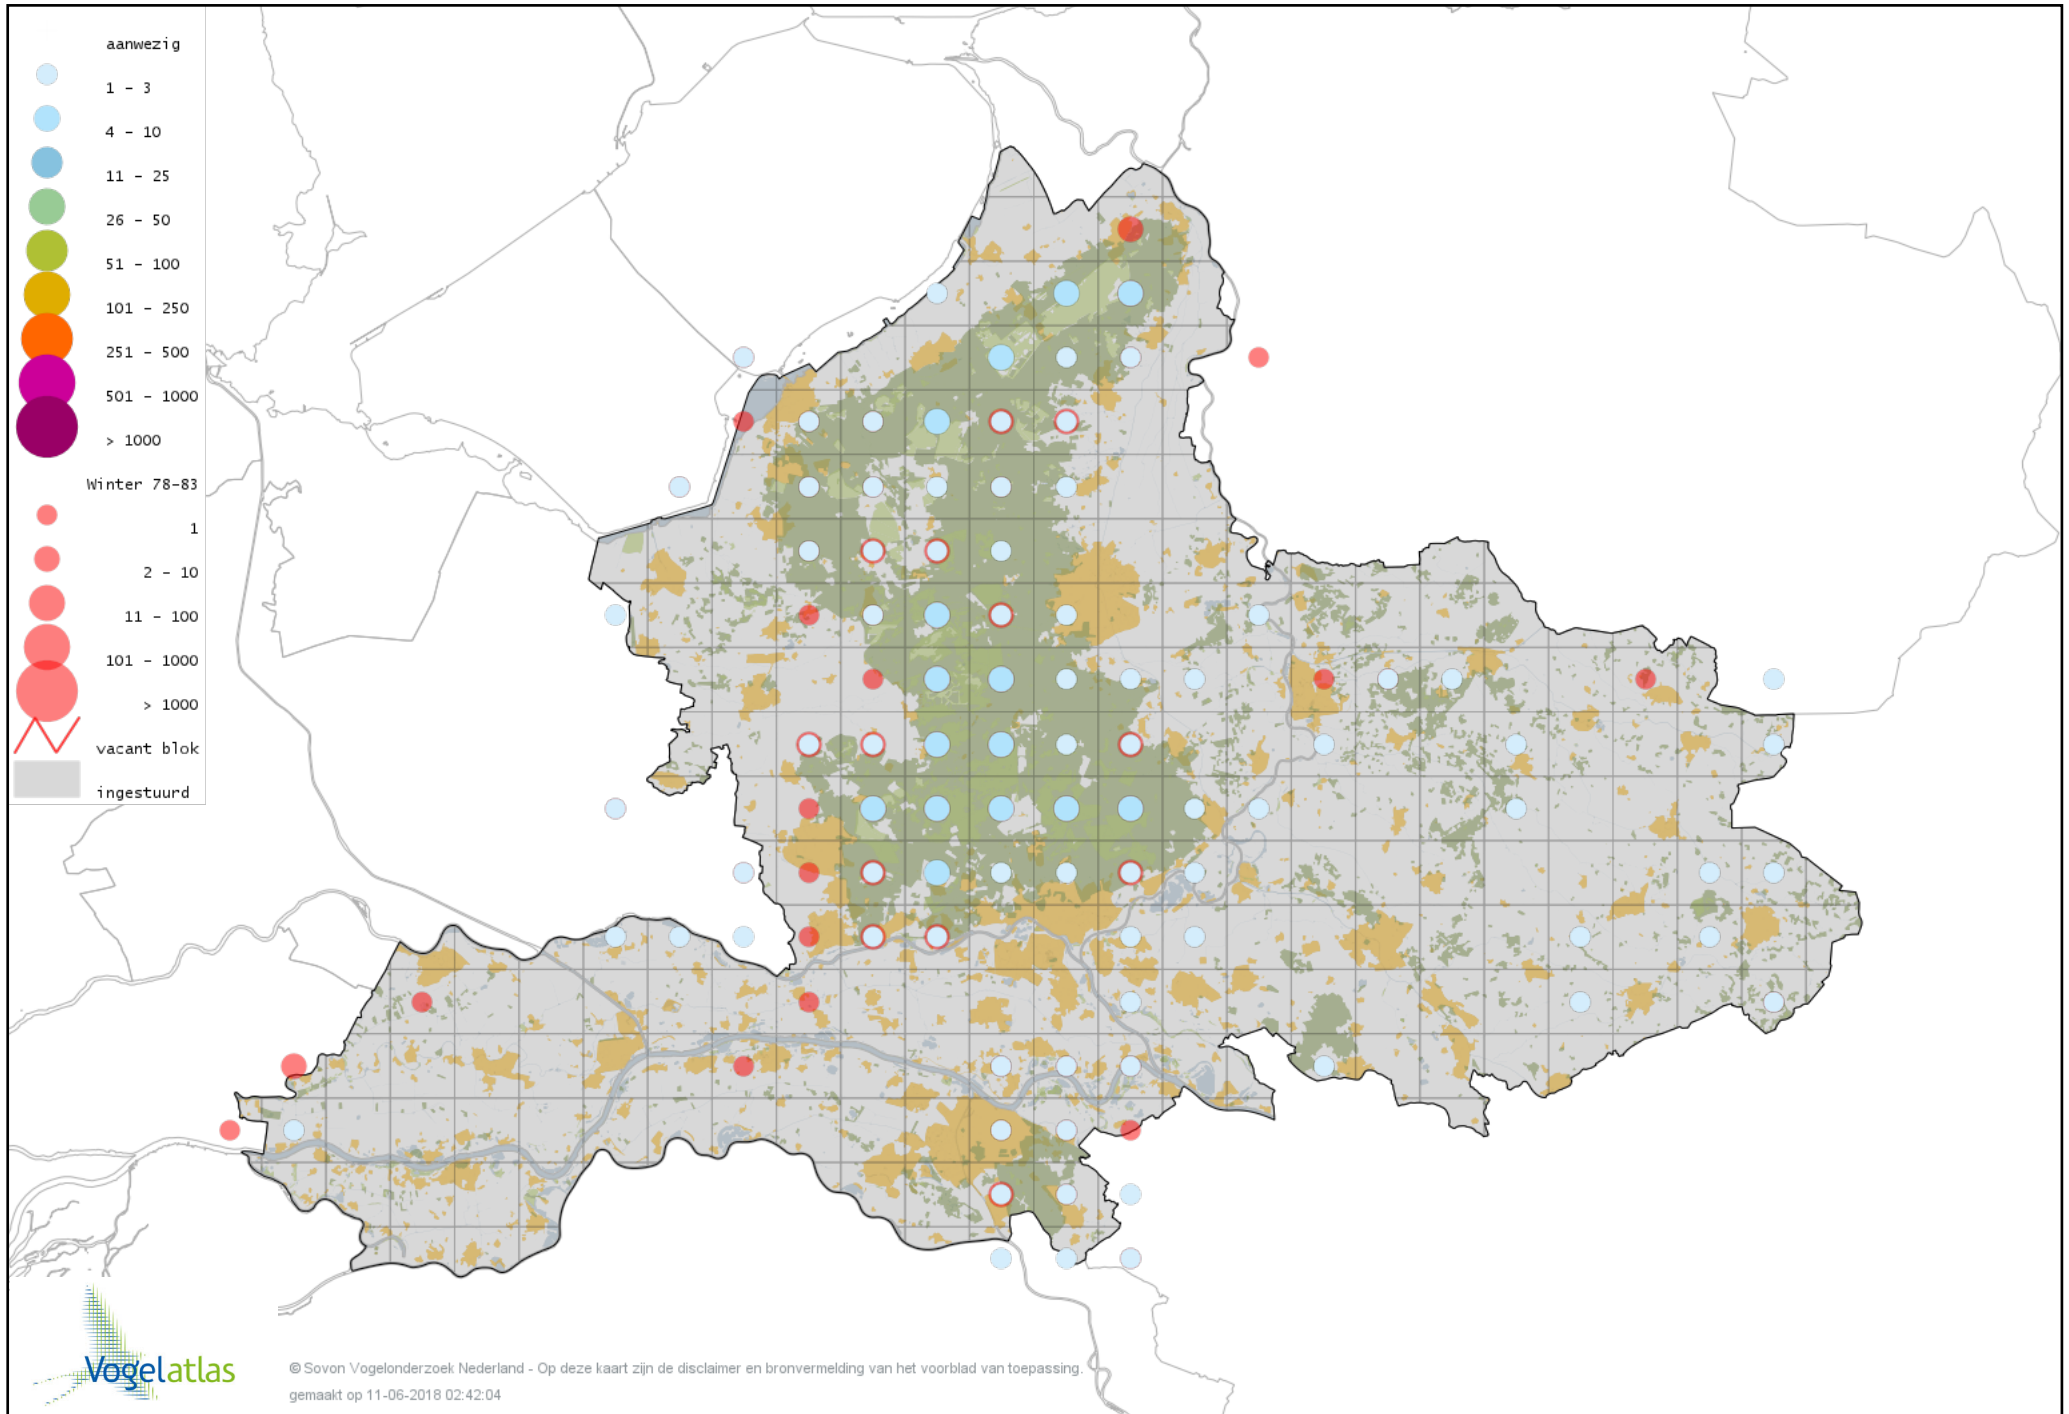 aanwezig
1 - 3
4 - 10
11 - 25
26 - 50
51 - 100
101 - 250
251 - 500
501 - 1000
> 1000
Winter 78-83
1
2 - 10
11 - 100
101 - 1000
> 1000
vacant blok
ingestuurd
Vogelatlas
© Sovon Vogelonderzoek Nederland - Op deze kaart zijn de disclaimer en bronvermelding van het voorblad van toepassing.
gemaakt op 11-06-2018 02:42:04